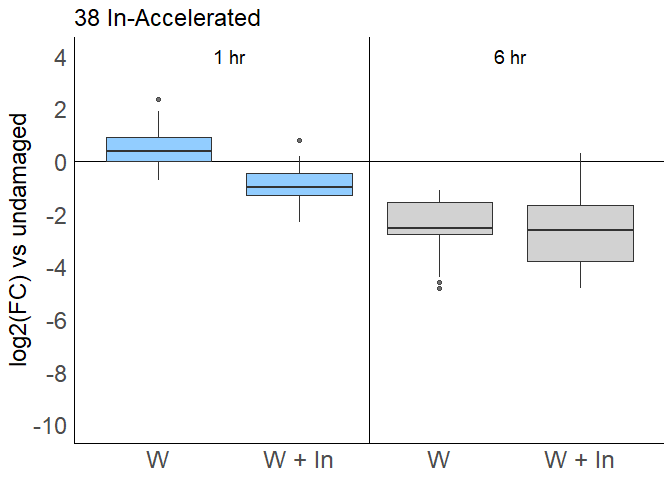 38 In-Accelerated
1 hr
6 hr
4
2
0
-2
-4
-6
-8
-10
log2(FC) vs undamaged
W
W + In
W
W + In